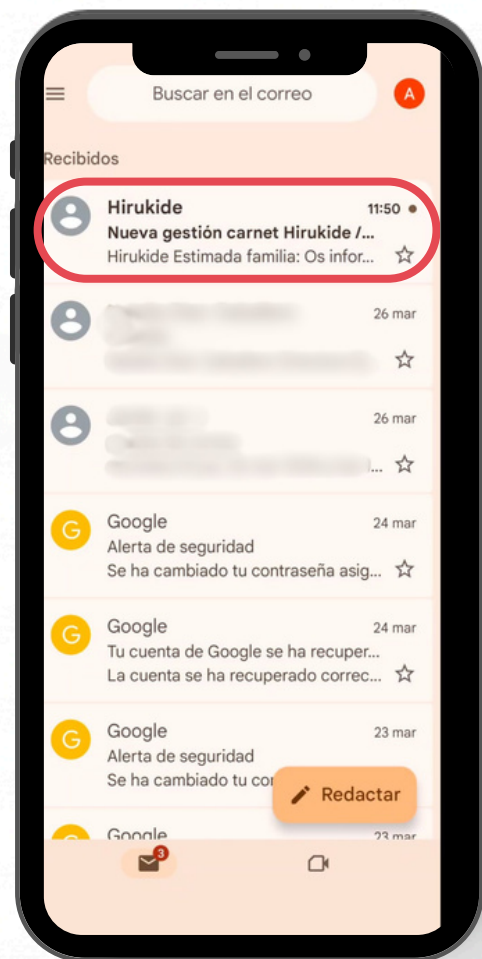 Buscar en el correo
A
Recibidos
Hirukide 11:50
Nueva gestión carnet Hirukide /...
Hirukide Estimada familia: Os infor...
26 mar
26 mar
...
G
Google 24 mar
Alerta de seguridad
Se ha cambiado tu contraseña asig...
G
Google 24 mar
Tu cuenta de Google se ha recuper...
La cuenta se ha recuperado correc...
G
Google 23 mar
Alerta de seguridad
Se ha cambiado tu con
Redactar
Google 23 mar
3